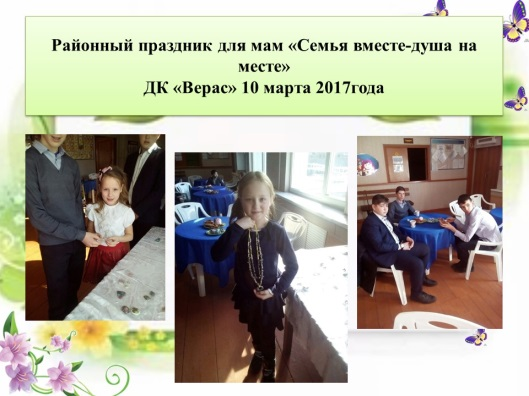 Районный праздник для мам «Семья вместе-душа на
месте»
ДК «Верас» 10 марта 2017года